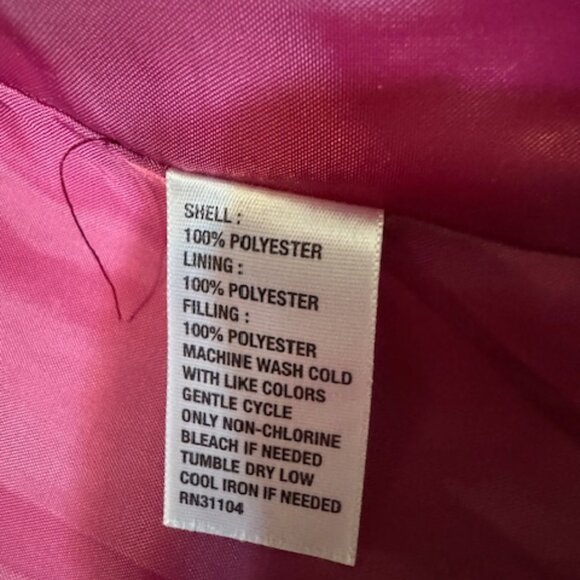 SHELL :
100% POLYESTER
LINING :
100% POLYESTER
FILLING :
100% POLYESTER
MACHINE WASH COLD
WITH LIKE COLORS
GENTLE CYCLE
ONLY NON-CHLORINE
BLEACH IF NEEDED
TUMBLE DRY LOW
COOL IRON IF NEEDED
RN31104